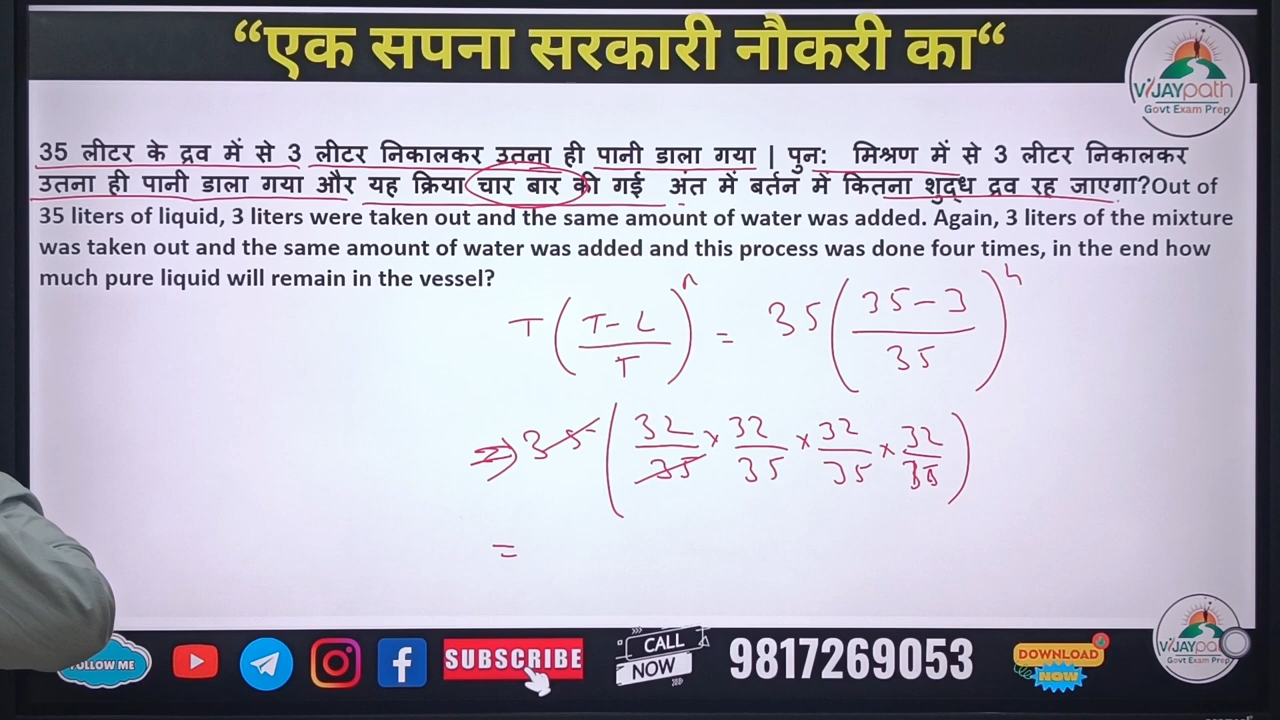 “एक सपना सरकारी नौकरी का“
VIJAYpath
Govt Exam Prep
35 लीटर के द्रव में से 3 लीटर निकालकर उतना ही पानी डाला गया | पुन: मिश्रण में से 3 लीटर निकालकर
उतना ही पानी डाला गया और यह क्रिया चार बार की गई अंत में बर्तन में कितना शुद्ध द्रव रह जाएगा?Out of
35 liters of liquid, 3 liters were taken out and the same amount of water was added. Again, 3 liters of the mixture
was taken out and the same amount of water was added and this process was done four times, in the end how
much pure liquid will remain in the vessel?
T ( T-L / T )^n = 35 ( 35-3 / 35 )^4
=> 35 ( 32/35 × 32/35 × 32/35 × 32/35 )
=
FOLLOW ME
SUBSCRIBE
CALL
NOW
9817269053
DOWNLOAD
NOW
VIJAYpath
Govt Exam Prep